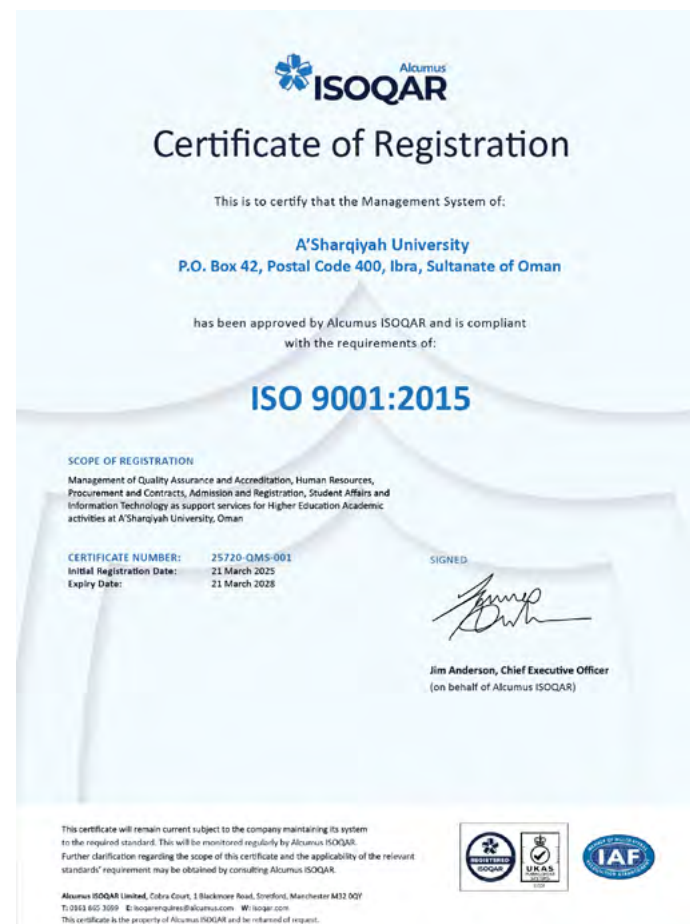 Alcumus
ISOQAR
Certificate of Registration
This is to certify that the Management System of:
A'Sharqiyah University
P.O. Box 42, Postal Code 400, Ibra, Sultanate of Oman
has been approved by Alcumus ISOQAR and is compliant
with the requirements of:
ISO 9001:2015
SCOPE OF REGISTRATION
Management of Quality Assurance and Accreditation, Human Resources,
Procurement and Contracts, Admission and Registration, Student Affairs and
Information Technology as support services for Higher Education Academic
activities at A'Sharqiyah University, Oman
CERTIFICATE NUMBER: 25720-QMS-001
Initial Registration Date: 21 March 2025
Expiry Date: 21 March 2028
SIGNED
Jim Anderson, Chief Executive Officer
(on behalf of Alcumus ISOQAR)
This certificate will remain current subject to the company maintaining its system
to the required standard. This will be monitored regularly by Alcumus ISOQAR.
Further clarification regarding the scope of this certificate and the applicability of the relevant
standards' requirement may be obtained by consulting Alcumus ISOQAR.
Alcumus ISOQAR Limited, Cobra Court, 1 Blackmore Road, Stretford, Manchester M32 0QY
T: 0161 865 3699 E: isoqarenquiries@alcumus.com W: isoqar.com
This certificate is the property of Alcumus ISOQAR and be returned of request.
REGISTERED
ISOQAR
UKAS
IAF